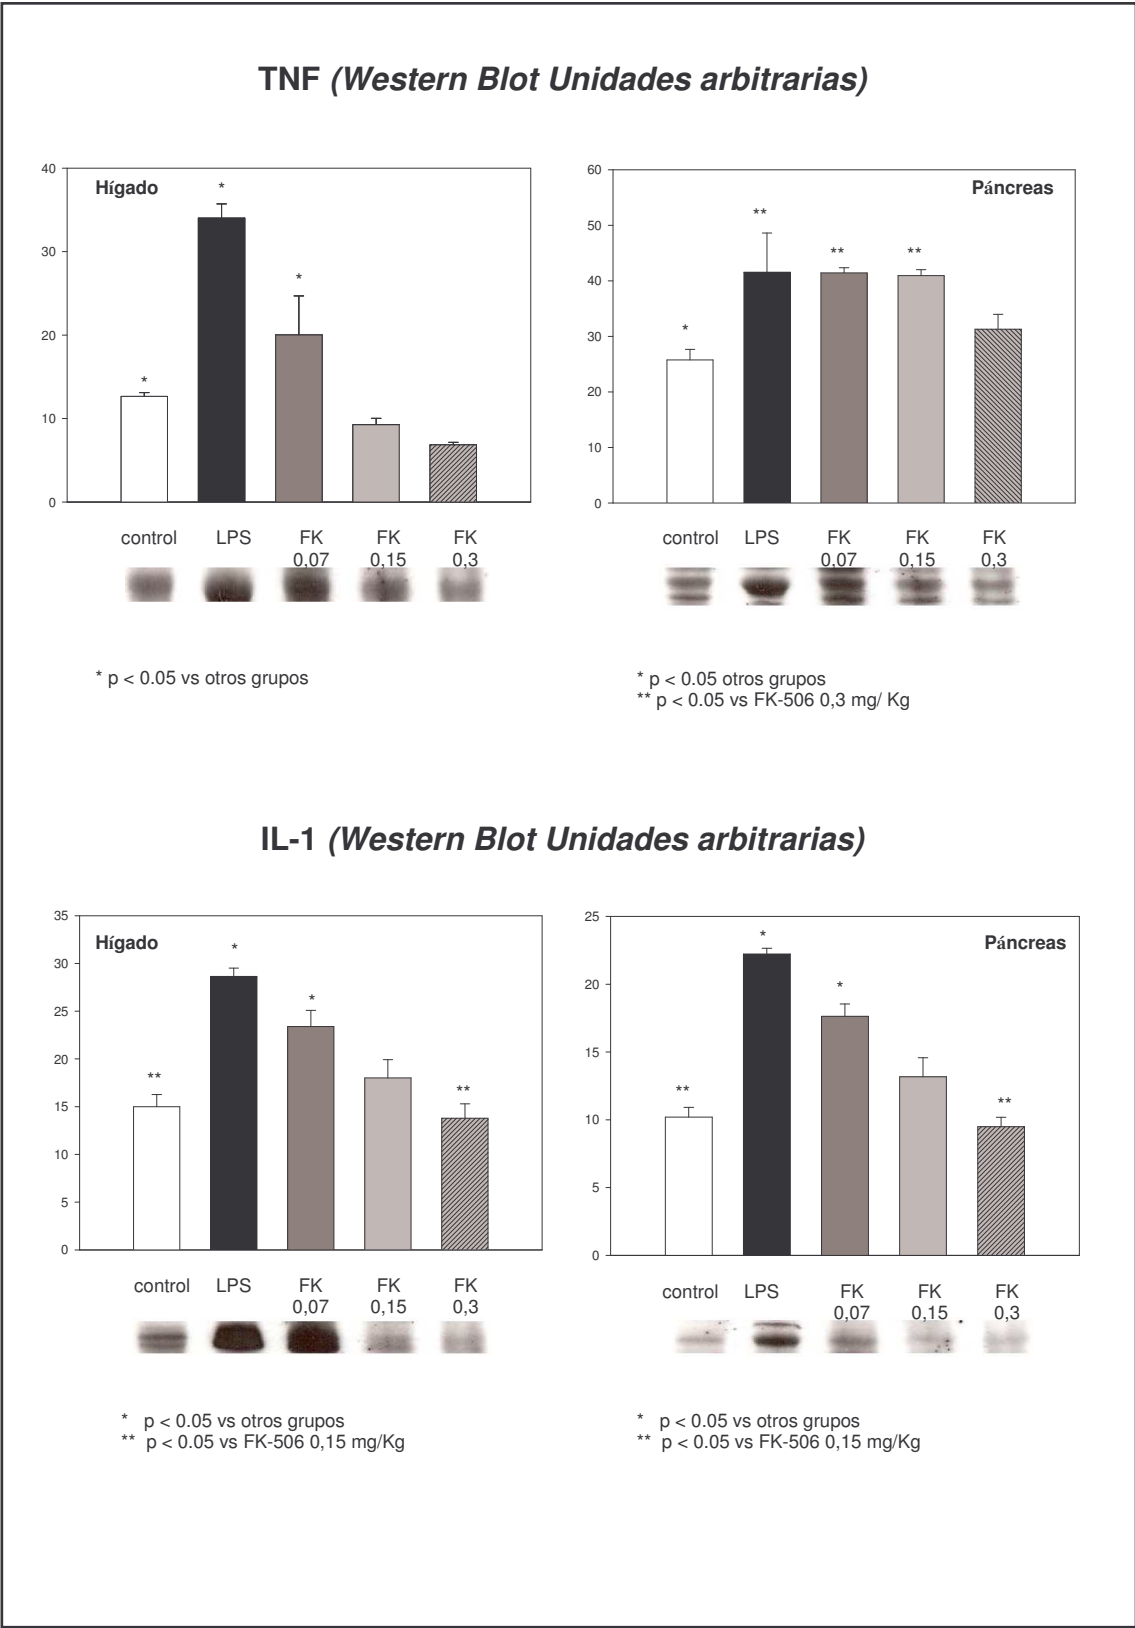 TNF (Western Blot Unidades arbitrarias)
Hígado
40
30
20
10
0
*
*
*
control LPS FK FK FK
0,07 0,15 0,3
* p < 0.05 vs otros grupos
Páncreas
60
50
40
30
20
10
0
*
**
**
**
control LPS FK FK FK
0,07 0,15 0,3
* p < 0.05 otros grupos
** p < 0.05 vs FK-506 0,3 mg/ Kg
IL-1 (Western Blot Unidades arbitrarias)
Hígado
35
30
25
20
15
10
5
0
**
*
*
**
control LPS FK FK FK
0,07 0,15 0,3
* p < 0.05 vs otros grupos
** p < 0.05 vs FK-506 0,15 mg/Kg
Páncreas
25
20
15
10
5
0
**
*
*
**
control LPS FK FK FK
0,07 0,15 0,3
* p < 0.05 vs otros grupos
** p < 0.05 vs FK-506 0,15 mg/Kg